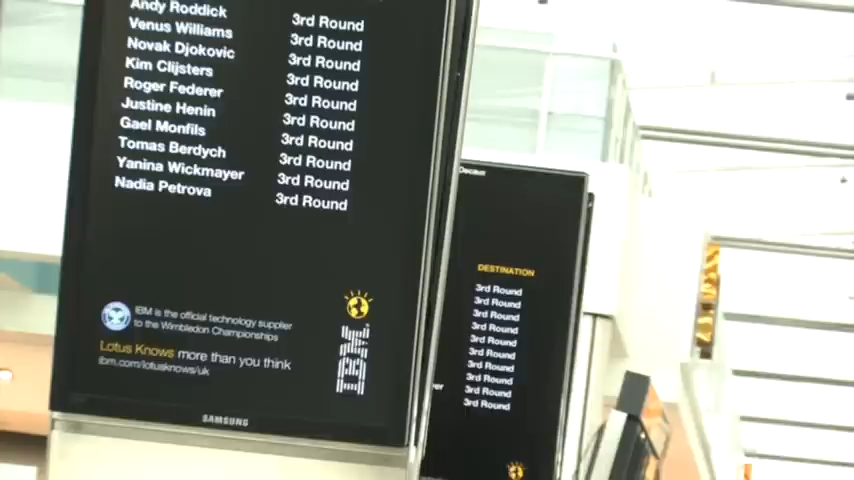 Andy Roddick 3rd Round
Venus Williams 3rd Round
Novak Djokovic 3rd Round
Kim Clijsters 3rd Round
Roger Federer 3rd Round
Justine Henin 3rd Round
Gael Monfils 3rd Round
Tomas Berdych 3rd Round
Yanina Wickmayer 3rd Round
Nadia Petrova 3rd Round
IBM is the official technology supplier
to the Wimbledon Championships
Lotus Knows more than you think
ibm.com/lotusknows/uk
IBM.
SAMSUNG
Decaux
DESTINATION
3rd Round
3rd Round
3rd Round
3rd Round
3rd Round
3rd Round
3rd Round
3rd Round
3rd Round
3rd Round